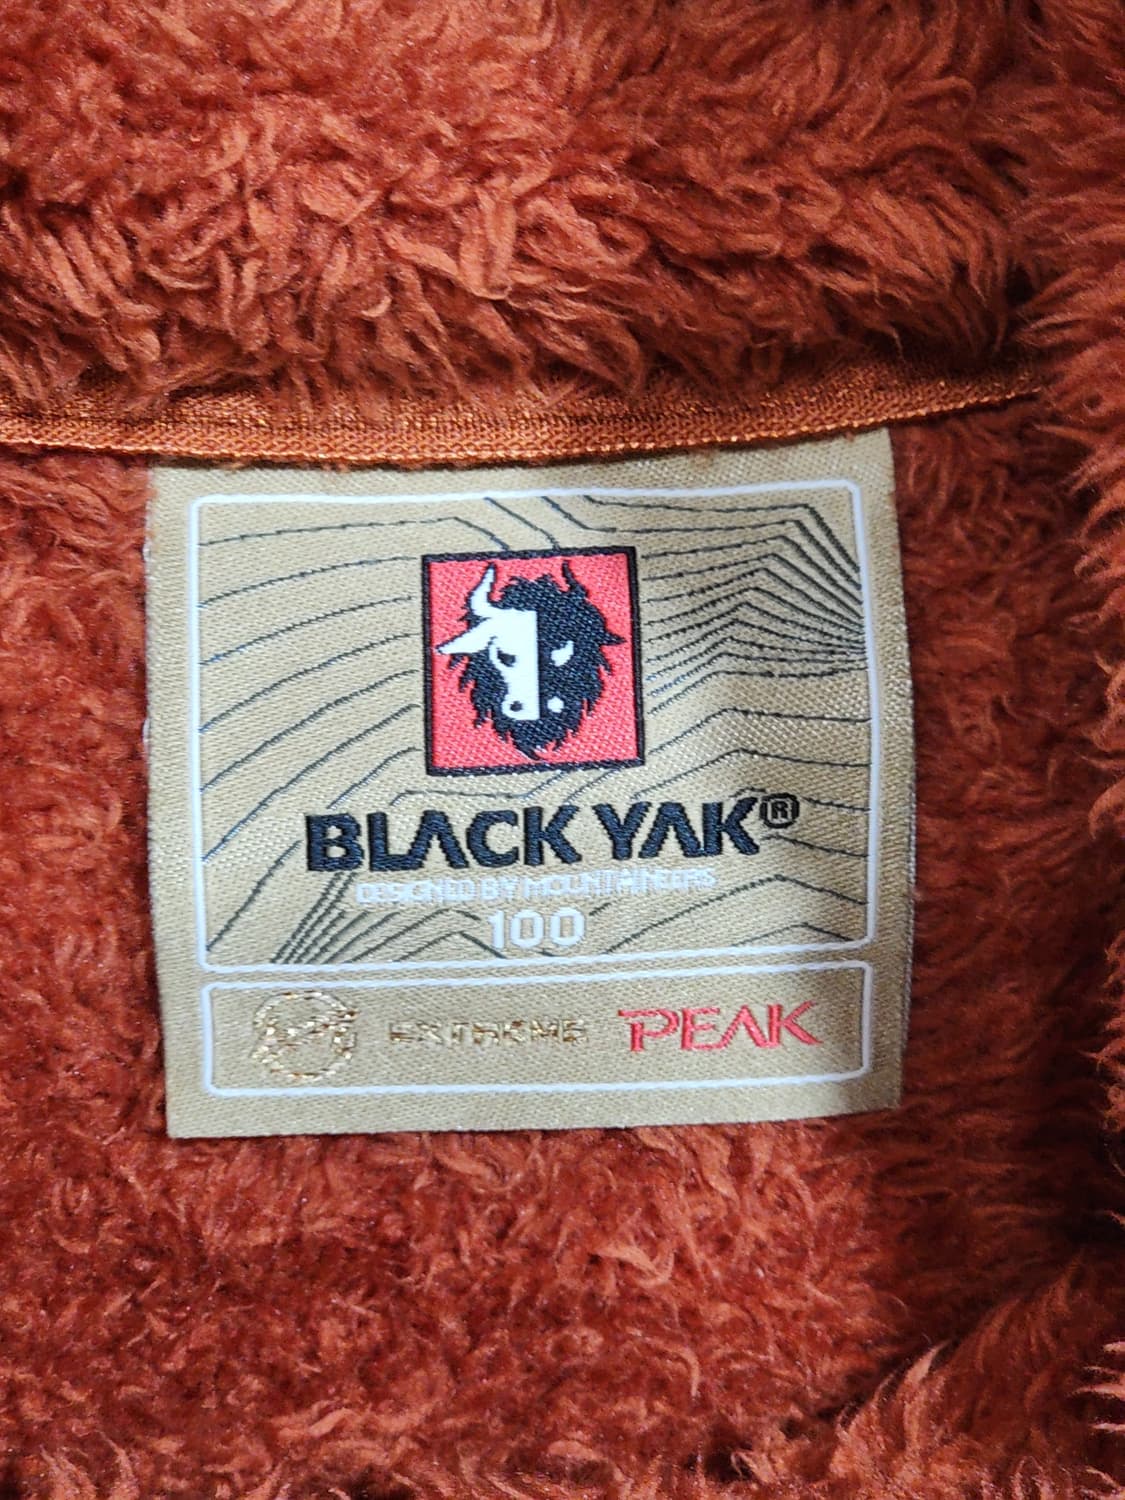 BLACK YAK®
DESIGNED BY MOUNTAINEERS
100
EXTREME PEAK